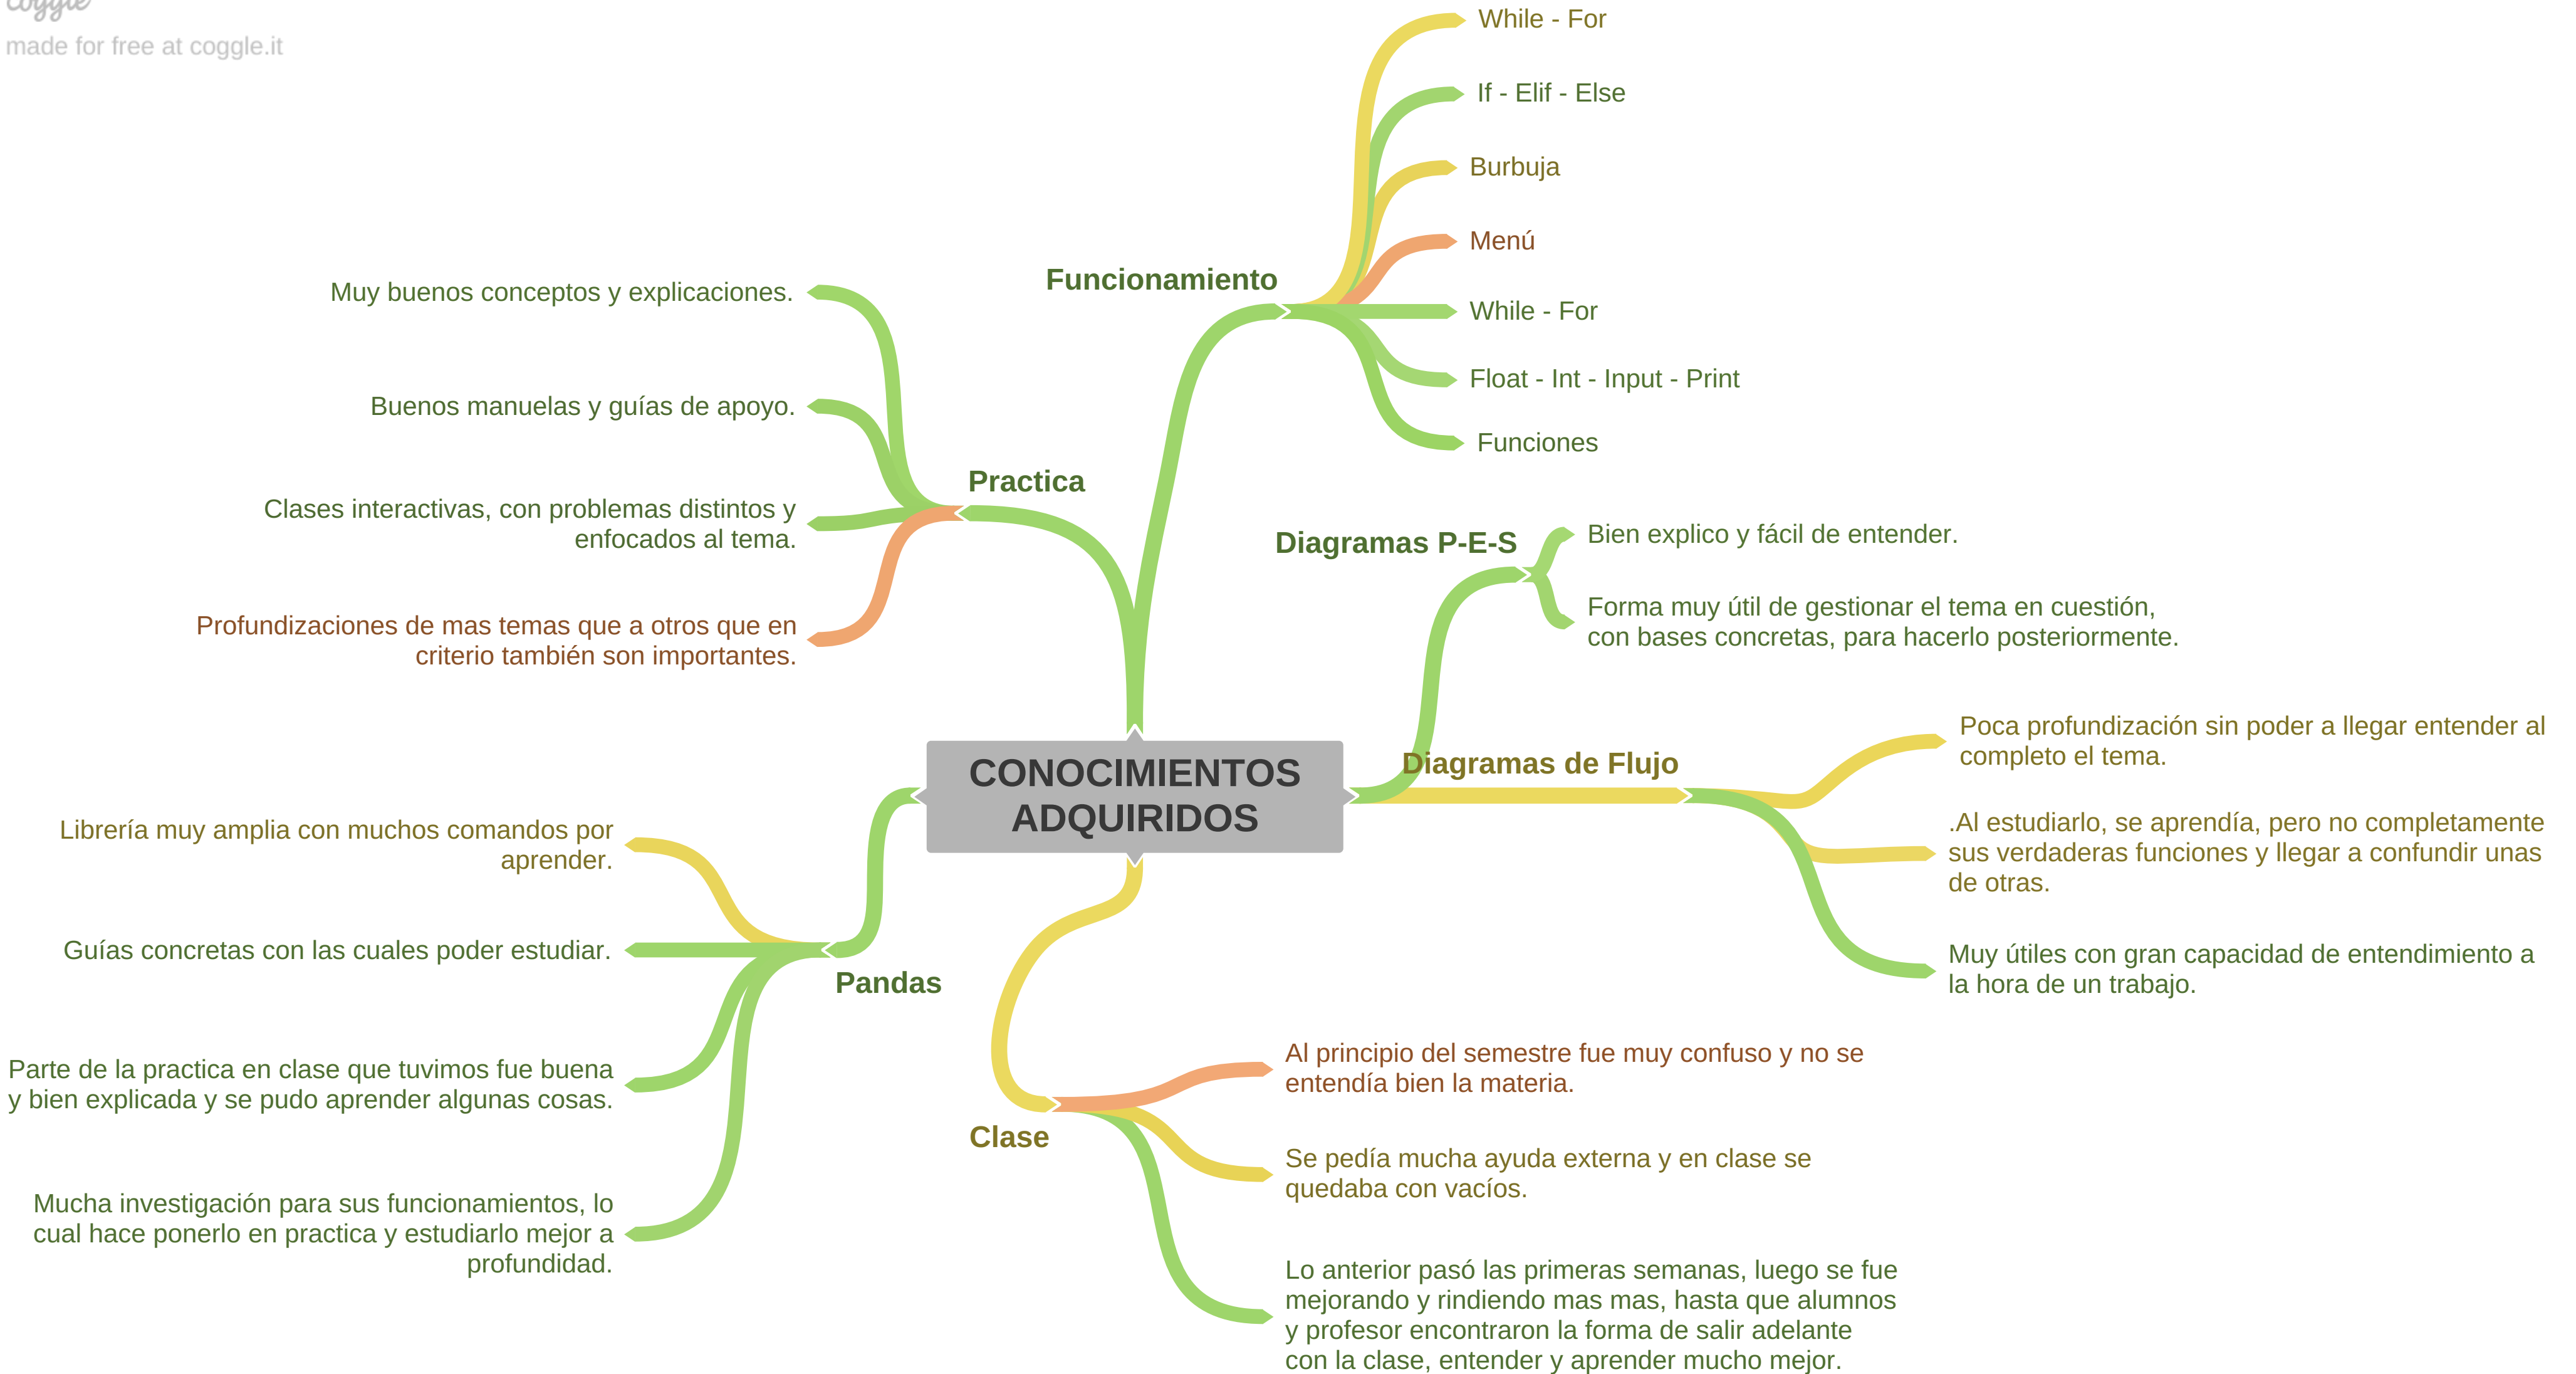 coggle
made for free at coggle.it
While - For
If - Elif - Else
Burbuja
Menú
While - For
Float - Int - Input - Print
Funciones
Funcionamiento
Muy buenos conceptos y explicaciones.
Buenos manuelas y guías de apoyo.
Clases interactivas, con problemas distintos y
enfocados al tema.
Profundizaciones de mas temas que a otros que en
criterio también son importantes.
Practica
Diagramas P-E-S
Bien explico y fácil de entender.
Forma muy útil de gestionar el tema en cuestión,
con bases concretas, para hacerlo posteriormente.
CONOCIMIENTOS
ADQUIRIDOS
Diagramas de Flujo
Poca profundización sin poder a llegar entender al
completo el tema.
.Al estudiarlo, se aprendía, pero no completamente
sus verdaderas funciones y llegar a confundir unas
de otras.
Muy útiles con gran capacidad de entendimiento a
la hora de un trabajo.
Librería muy amplia con muchos comandos por
aprender.
Guías concretas con las cuales poder estudiar.
Parte de la practica en clase que tuvimos fue buena
y bien explicada y se pudo aprender algunas cosas.
Mucha investigación para sus funcionamientos, lo
cual hace ponerlo en practica y estudiarlo mejor a
profundidad.
Pandas
Clase
Al principio del semestre fue muy confuso y no se
entendía bien la materia.
Se pedía mucha ayuda externa y en clase se
quedaba con vacíos.
Lo anterior pasó las primeras semanas, luego se fue
mejorando y rindiendo mas mas, hasta que alumnos
y profesor encontraron la forma de salir adelante
con la clase, entender y aprender mucho mejor.